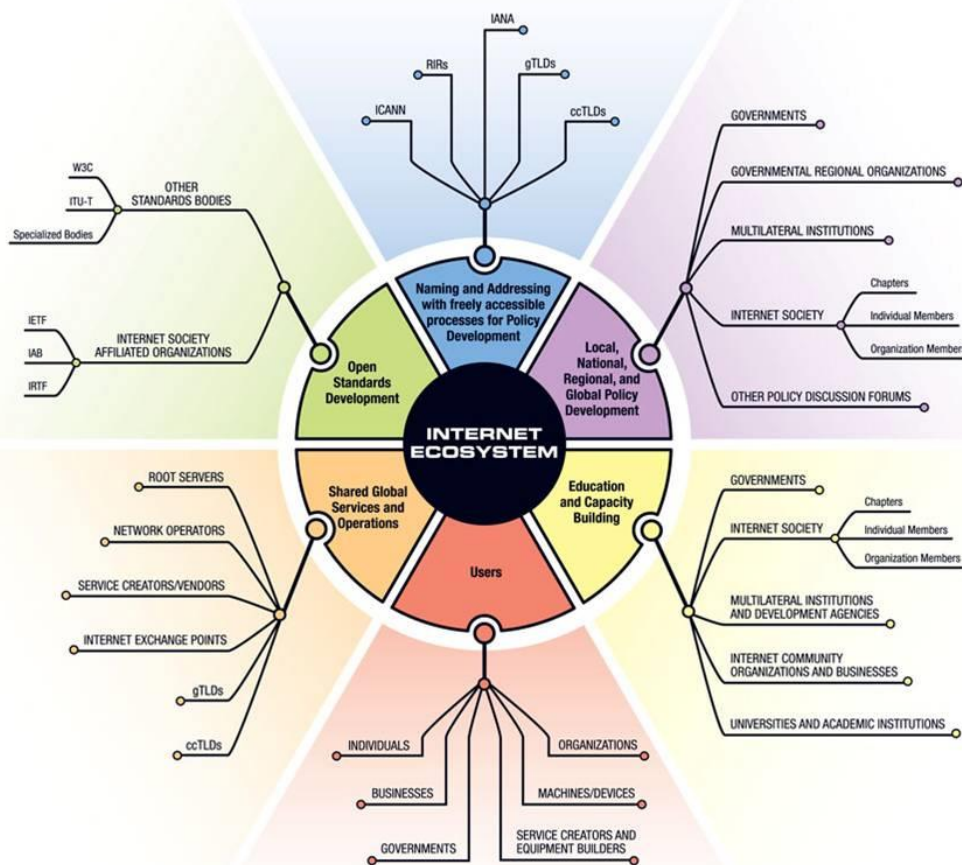 IANA
RIRs
gTLDs
ICANN
ccTLDs
W3C
ITU-T
Specialized Bodies
OTHER
STANDARDS BODIES
IETF
IAB
IRTF
INTERNET SOCIETY
AFFILIATED ORGANIZATIONS
GOVERNMENTS
GOVERNMENTAL REGIONAL ORGANIZATIONS
MULTILATERAL INSTITUTIONS
INTERNET SOCIETY
Chapters
Individual Members
Organization Members
OTHER POLICY DISCUSSION FORUMS
Naming and Addressing
with freely accessible
processes for Policy
Development
Open
Standards
Development
Local,
National,
Regional, and
Global Policy
Development
INTERNET
ECOSYSTEM
Shared Global
Services and
Operations
Users
Education
and Capacity
Building
ROOT SERVERS
NETWORK OPERATORS
SERVICE CREATORS/VENDORS
INTERNET EXCHANGE POINTS
gTLDs
ccTLDs
GOVERNMENTS
INTERNET SOCIETY
Chapters
Individual Members
Organization Members
MULTILATERAL INSTITUTIONS
AND DEVELOPMENT AGENCIES
INTERNET COMMUNITY
ORGANIZATIONS AND BUSINESSES
UNIVERSITIES AND ACADEMIC INSTITUTIONS
INDIVIDUALS
BUSINESSES
GOVERNMENTS
ORGANIZATIONS
MACHINES/DEVICES
SERVICE CREATORS AND
EQUIPMENT BUILDERS